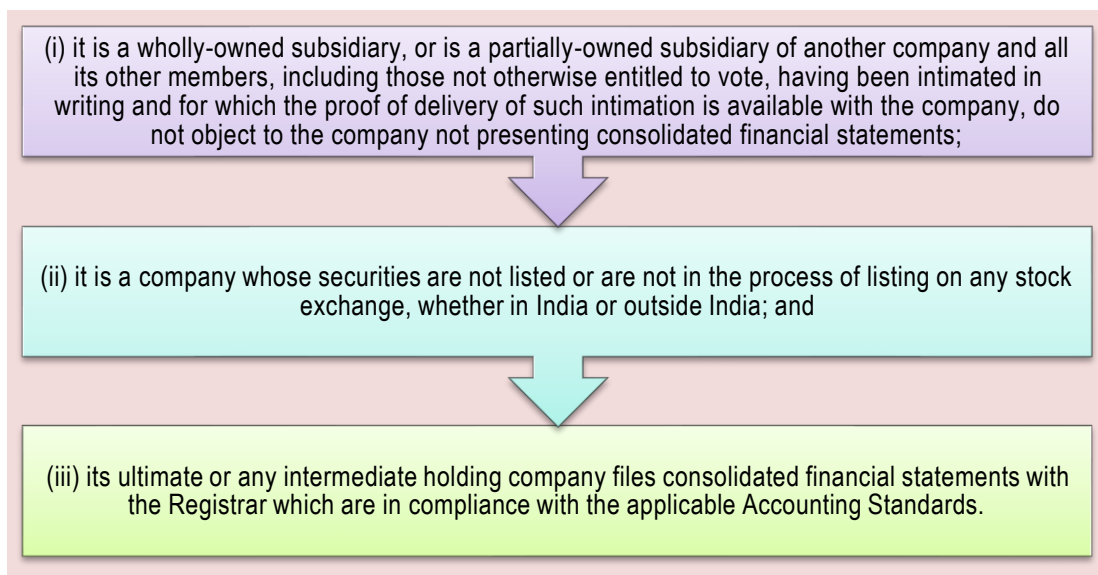 (i) it is a wholly-owned subsidiary, or is a partially-owned subsidiary of another company and all
its other members, including those not otherwise entitled to vote, having been intimated in
writing and for which the proof of delivery of such intimation is available with the company, do
not object to the company not presenting consolidated financial statements;
(ii) it is a company whose securities are not listed or are not in the process of listing on any stock
exchange, whether in India or outside India; and
(iii) its ultimate or any intermediate holding company files consolidated financial statements with
the Registrar which are in compliance with the applicable Accounting Standards.